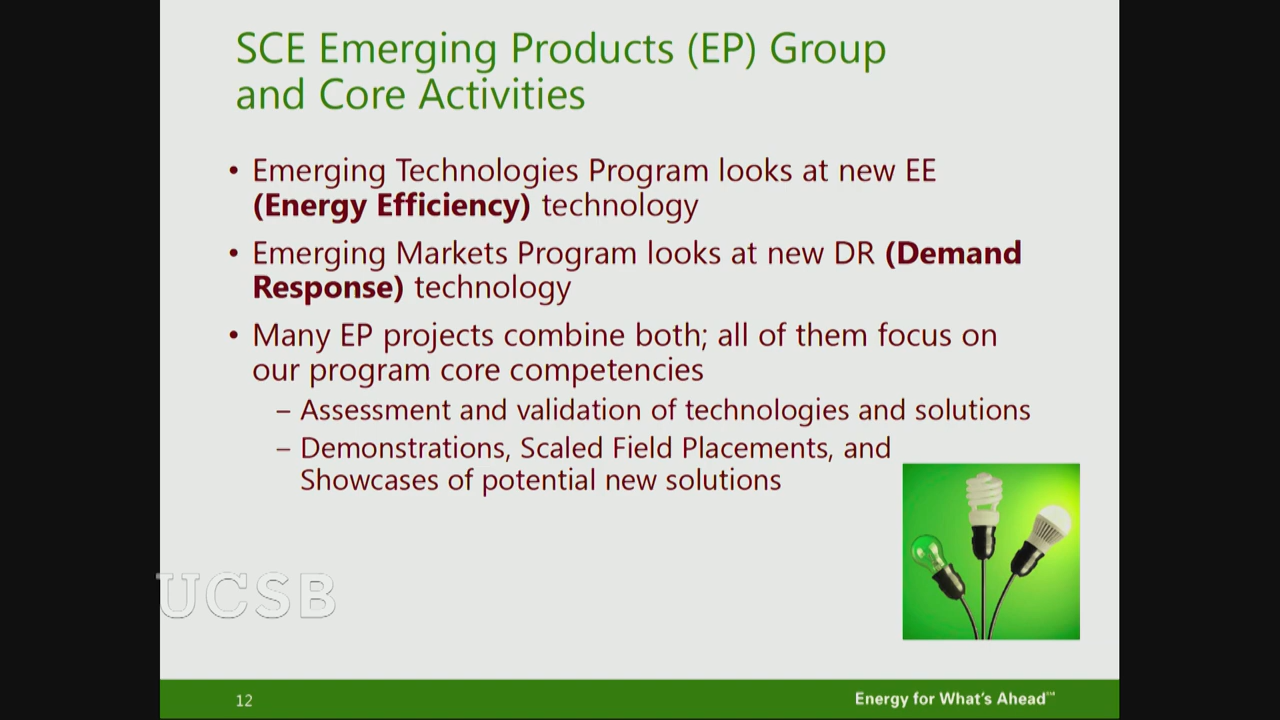 SCE Emerging Products (EP) Group
and Core Activities
• Emerging Technologies Program looks at new EE
(Energy Efficiency) technology
• Emerging Markets Program looks at new DR (Demand
Response) technology
• Many EP projects combine both; all of them focus on
our program core competencies
– Assessment and validation of technologies and solutions
– Demonstrations, Scaled Field Placements, and
Showcases of potential new solutions
UCSB
12
Energy for What's Ahead℠